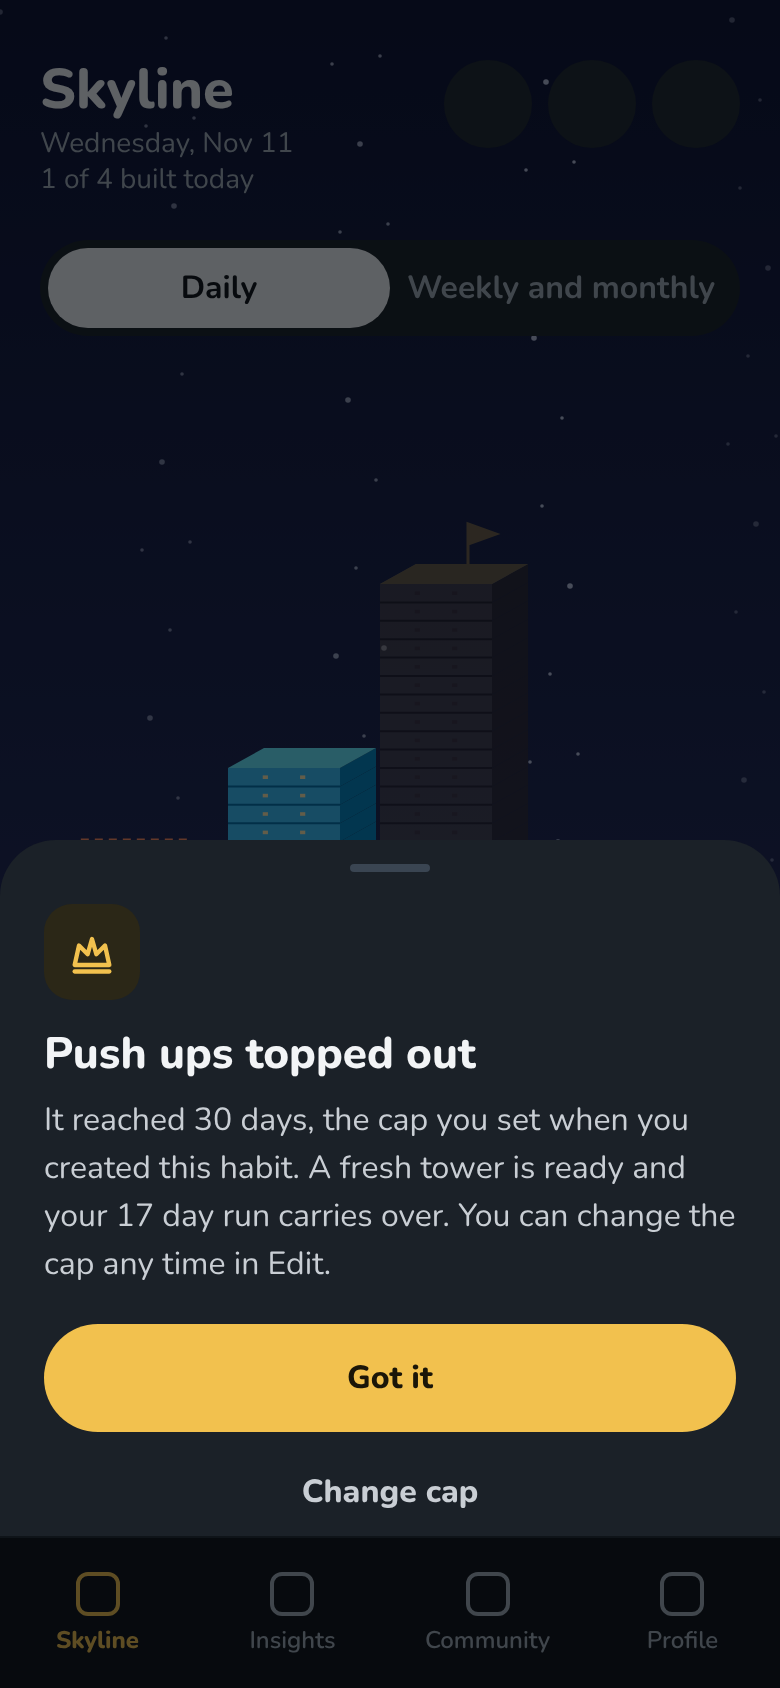 Skyline
Wednesday, Nov 11
1 of 4 built today
Daily
Weekly and monthly
Push ups topped out
It reached 30 days, the cap you set when you
created this habit. A fresh tower is ready and
your 17 day run carries over. You can change the
cap any time in Edit.
Got it
Change cap
Skyline
Insights
Community
Profile